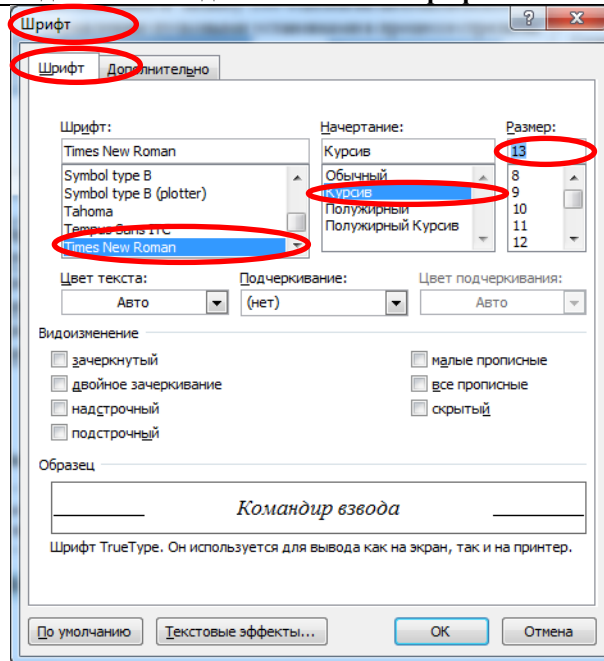 Шрифт
Шрифт Дополнительно
Шрифт: Начертание: Размер:
Times New Roman Курсив 13
Symbol type B Обычный 8
Symbol type B (plotter) Курсив 9
Tahoma Полужирный 10
Tempus Sans ITC Полужирный Курсив 11
Times New Roman 12
Цвет текста: Подчеркивание: Цвет подчеркивания:
Авто (нет) Авто
Видоизменение
зачеркнутый малые прописные
двойное зачеркивание все прописные
надстрочный скрытый
подстрочный
Образец
Командир взвода
Шрифт TrueType. Он используется для вывода как на экран, так и на принтер.
По умолчанию Текстовые эффекты... ОК Отмена